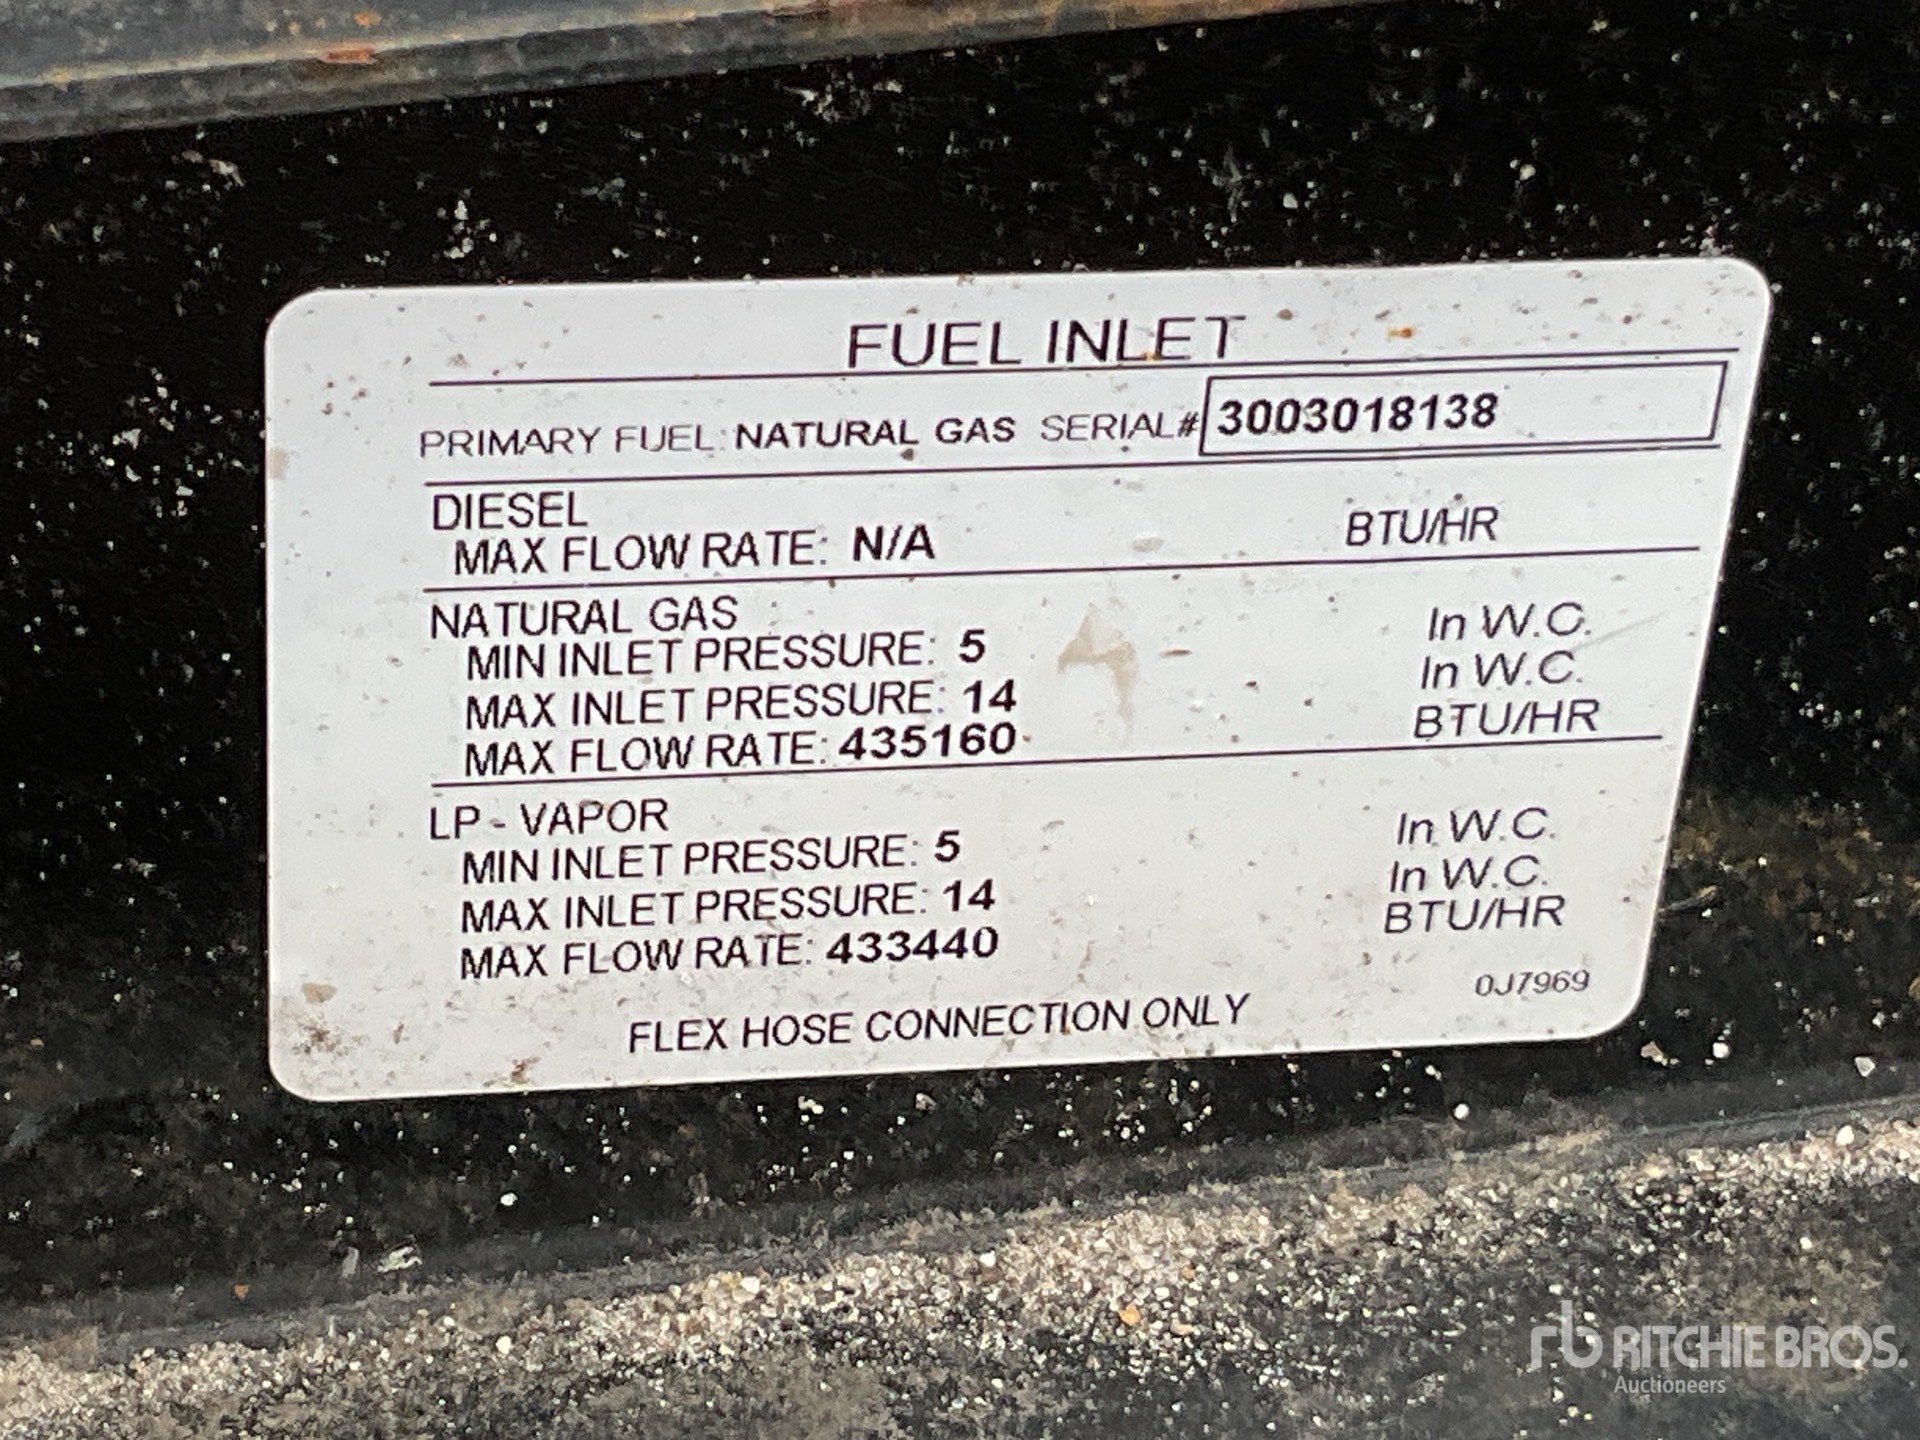 FUEL INLET
PRIMARY FUEL: NATURAL GAS SERIAL# 3003018138
DIESEL
MAX FLOW RATE: N/A BTU/HR
NATURAL GAS
MIN INLET PRESSURE: 5 In W.C.
MAX INLET PRESSURE: 14 In W.C.
MAX FLOW RATE: 435160 BTU/HR
LP - VAPOR
MIN INLET PRESSURE: 5 In W.C.
MAX INLET PRESSURE: 14 In W.C.
MAX FLOW RATE: 433440 BTU/HR
0J7969
FLEX HOSE CONNECTION ONLY
rb RITCHIE BROS.
Auctioneers